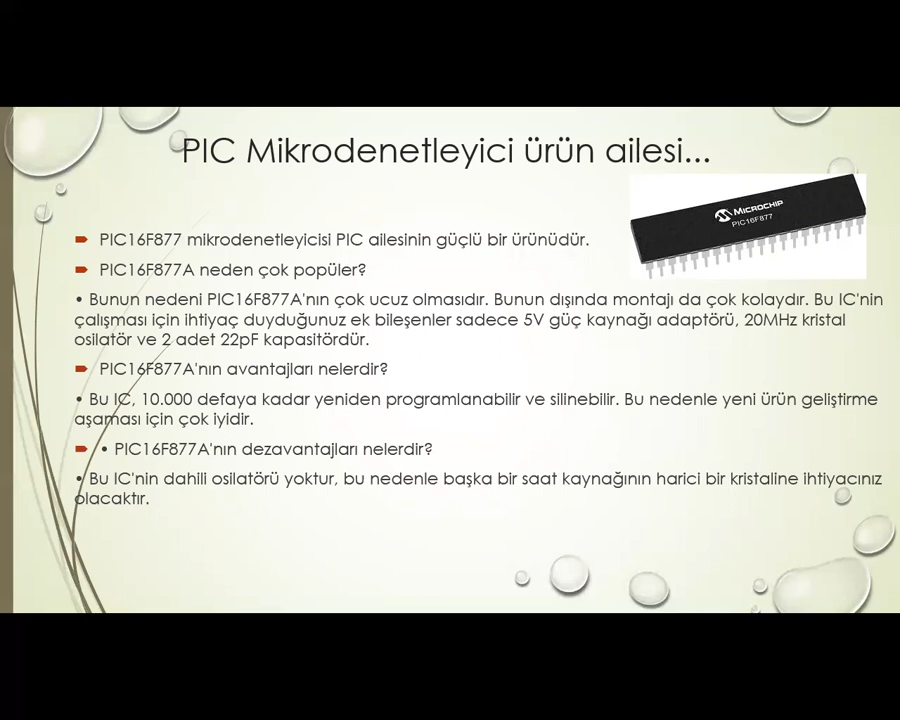 PIC Mikrodenetleyici ürün ailesi...
MICROCHIP
PIC16F877
PIC16F877 mikrodenetleyicisi PIC ailesinin güçlü bir ürünüdür.
PIC16F877A neden çok popüler?
• Bunun nedeni PIC16F877A'nın çok ucuz olmasıdır. Bunun dışında montajı da çok kolaydır. Bu IC'nin
çalışması için ihtiyaç duyduğunuz ek bileşenler sadece 5V güç kaynağı adaptörü, 20MHz kristal
osilatör ve 2 adet 22pF kapasitördür.
PIC16F877A'nın avantajları nelerdir?
• Bu IC, 10.000 defaya kadar yeniden programlanabilir ve silinebilir. Bu nedenle yeni ürün geliştirme
aşaması için çok iyidir.
• PIC16F877A'nın dezavantajları nelerdir?
• Bu IC'nin dahili osilatörü yoktur, bu nedenle başka bir saat kaynağının harici bir kristaline ihtiyacınız
olacaktır.